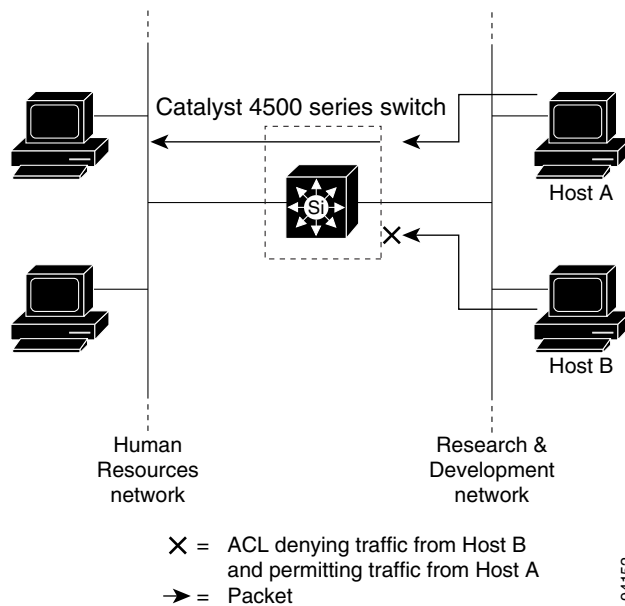 Catalyst 4500 series switch
Si
Host A
Host B
Human
Resources
network
Research &
Development
network
X = ACL denying traffic from Host B
and permitting traffic from Host A
= Packet